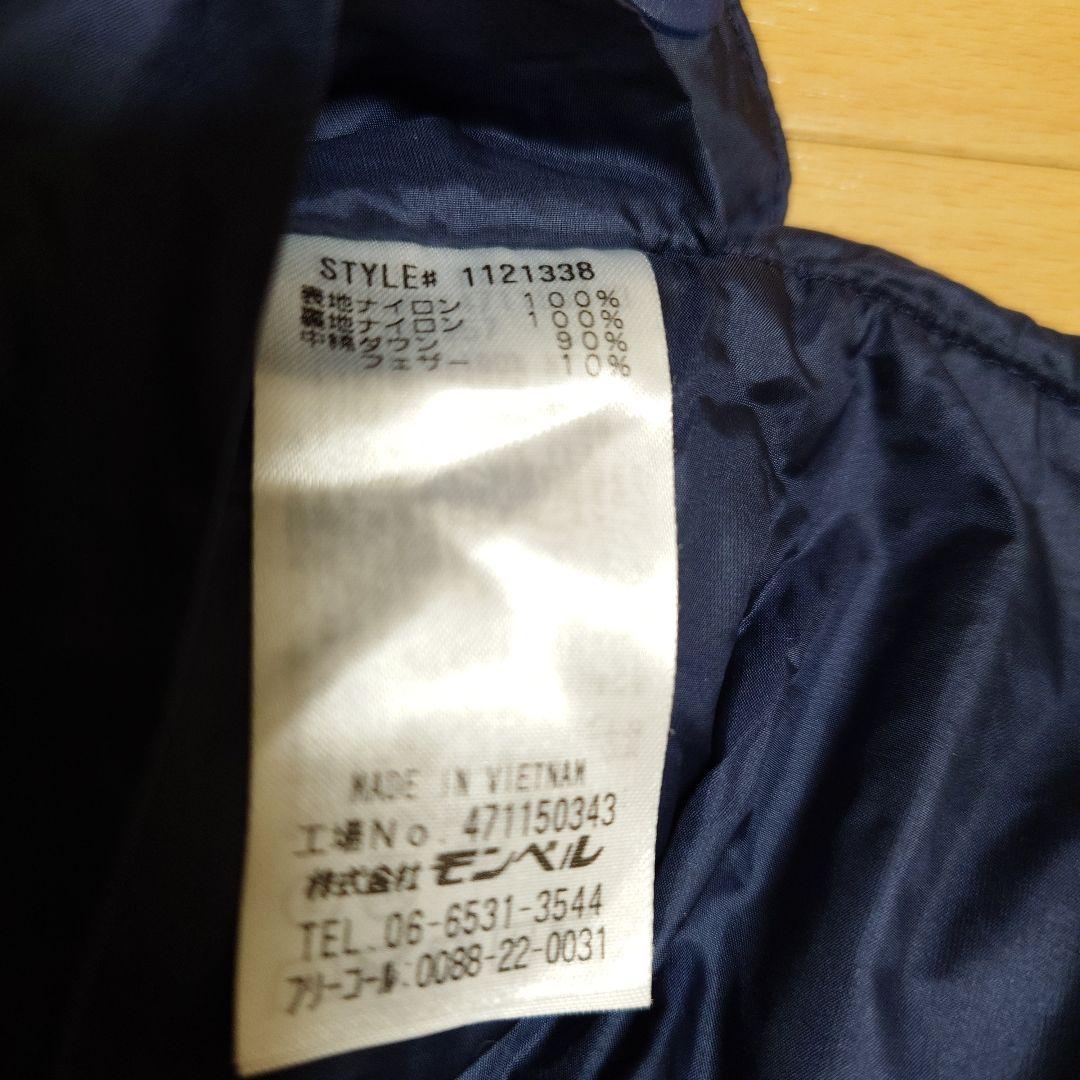 STYLE# 1121338
表地ナイロン 100%
裏地ナイロン 100%
中綿ダウン 90%
フェザー 10%
MADE IN VIETNAM
工場No. 471150343
株式会社モンベル
TEL.06-6531-3544
フリーコール:0088-22-0031